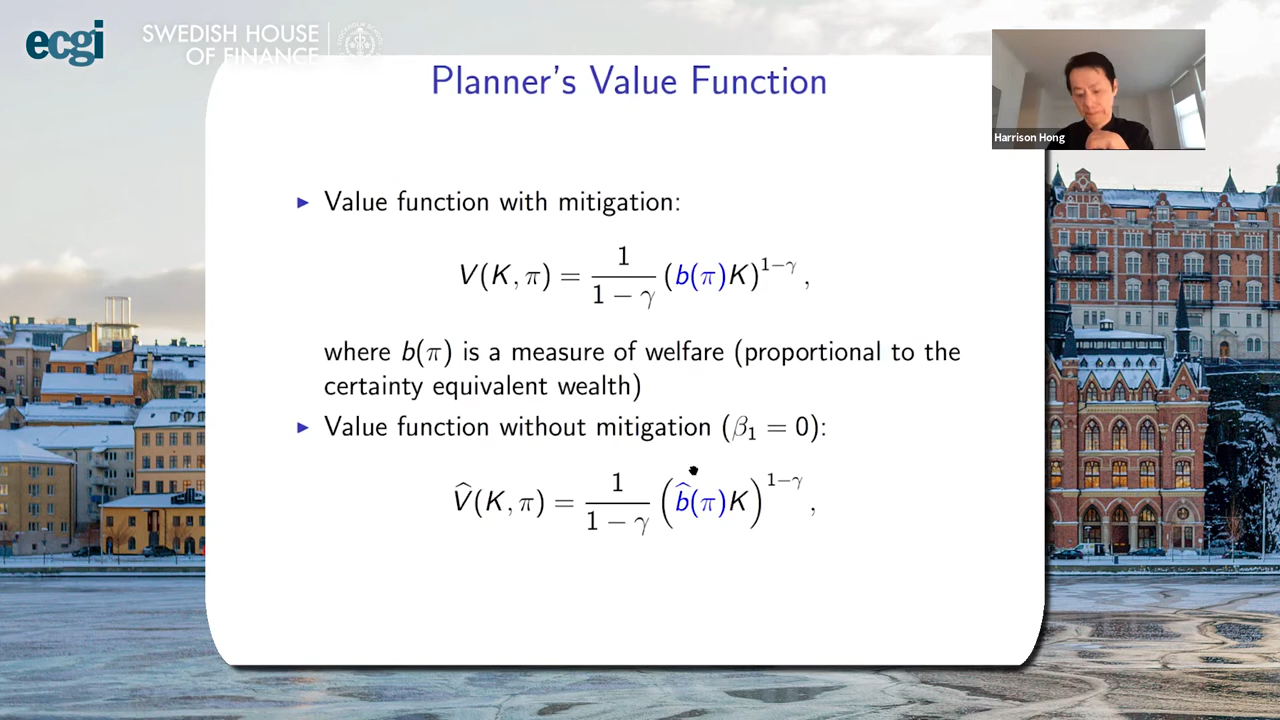 ecgi
SWEDISH HOUSE
OF FINANCE
Planner's Value Function
Harrison Hong
▶ Value function with mitigation:
V(K, π) = 1/(1 − γ) (b(π)K)^{1−γ} ,
where b(π) is a measure of welfare (proportional to the
certainty equivalent wealth)
▶ Value function without mitigation (β₁ = 0):
V̂(K, π) = 1/(1 − γ) (b̂(π)K)^{1−γ} ,